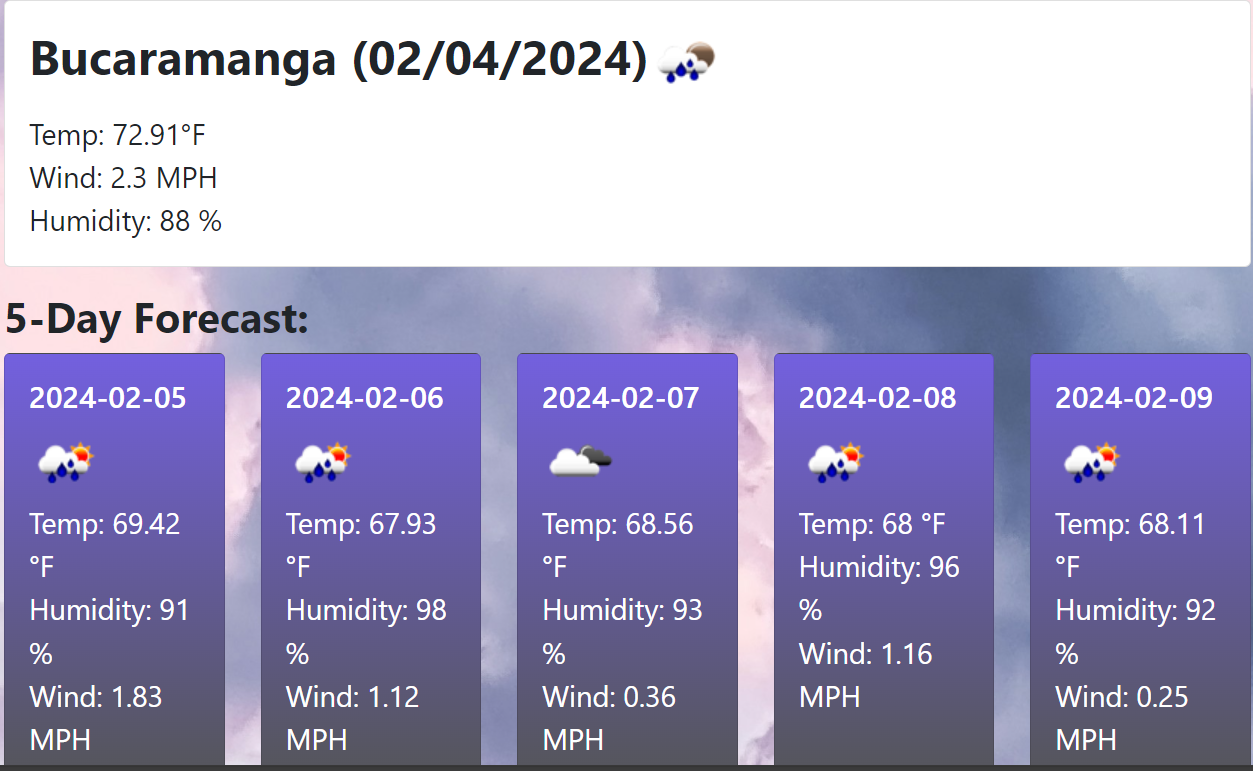 Bucaramanga (02/04/2024)
Temp: 72.91°F
Wind: 2.3 MPH
Humidity: 88 %
5-Day Forecast:
2024-02-05
Temp: 69.42
°F
Humidity: 91
%
Wind: 1.83
MPH
2024-02-06
Temp: 67.93
°F
Humidity: 98
%
Wind: 1.12
MPH
2024-02-07
Temp: 68.56
°F
Humidity: 93
%
Wind: 0.36
MPH
2024-02-08
Temp: 68 °F
Humidity: 96
%
Wind: 1.16
MPH
2024-02-09
Temp: 68.11
°F
Humidity: 92
%
Wind: 0.25
MPH